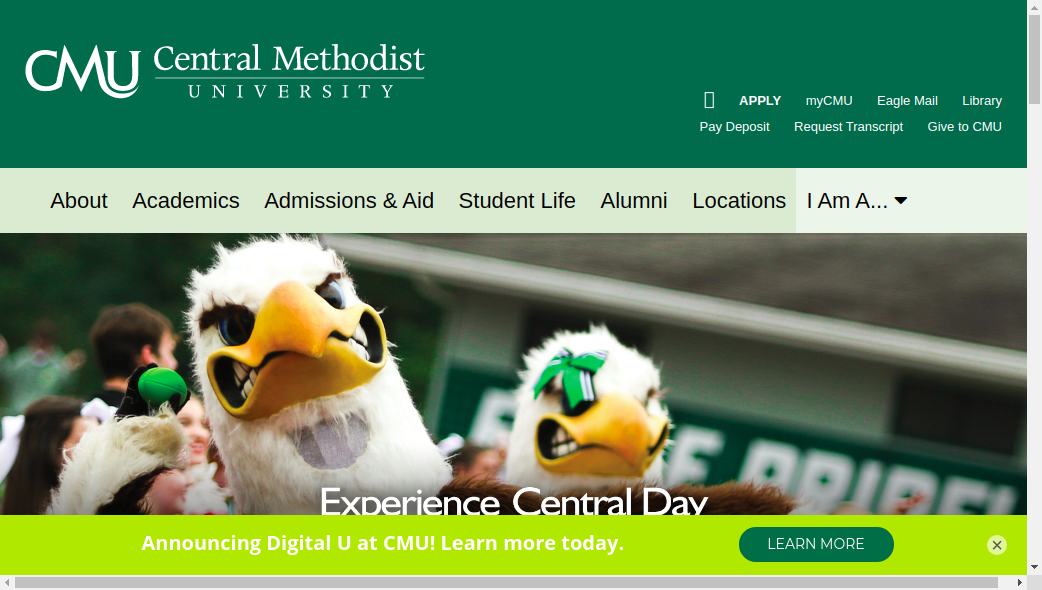 CMU Central Methodist
UNIVERSITY
APPLY myCMU Eagle Mail Library
Pay Deposit Request Transcript Give to CMU
About Academics Admissions & Aid Student Life Alumni Locations I Am A...
Experience Central Day
Announcing Digital U at CMU! Learn more today. LEARN MORE